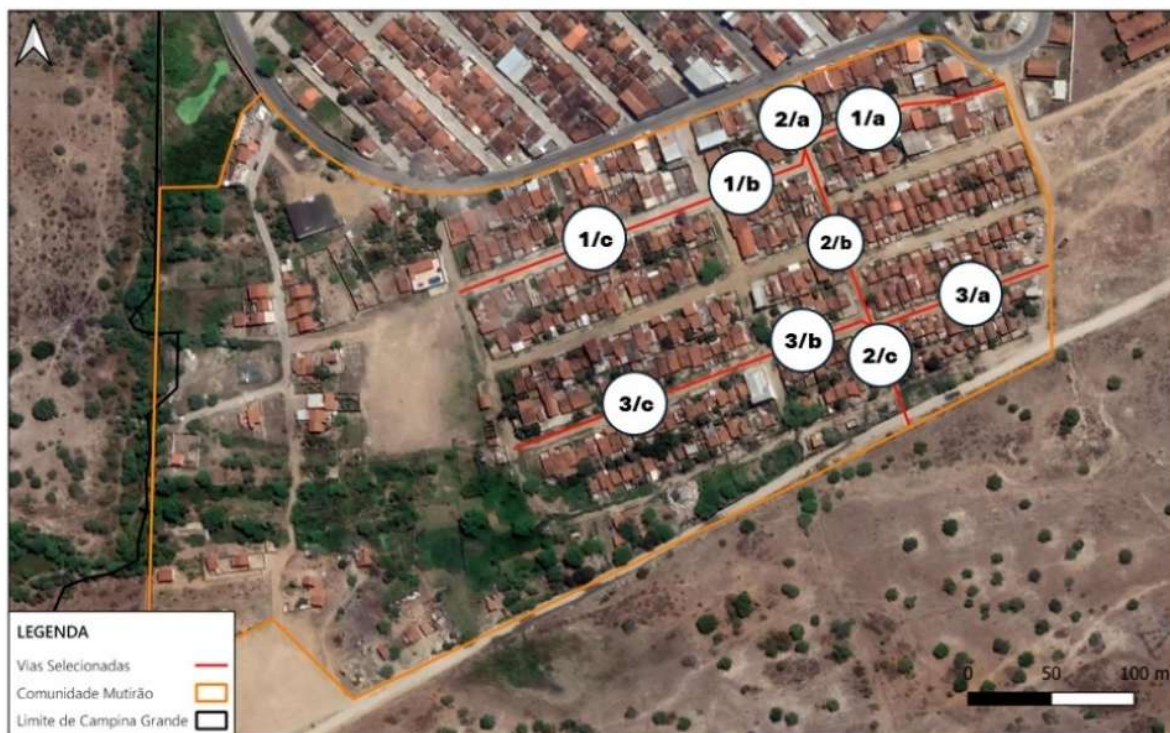 2/a
1/a
1/b
1/c
2/b
3/a
3/b
2/c
3/c
LEGENDA
Vias Selecionadas
Comunidade Mutirão
Limite de Campina Grande
0 50 100 m